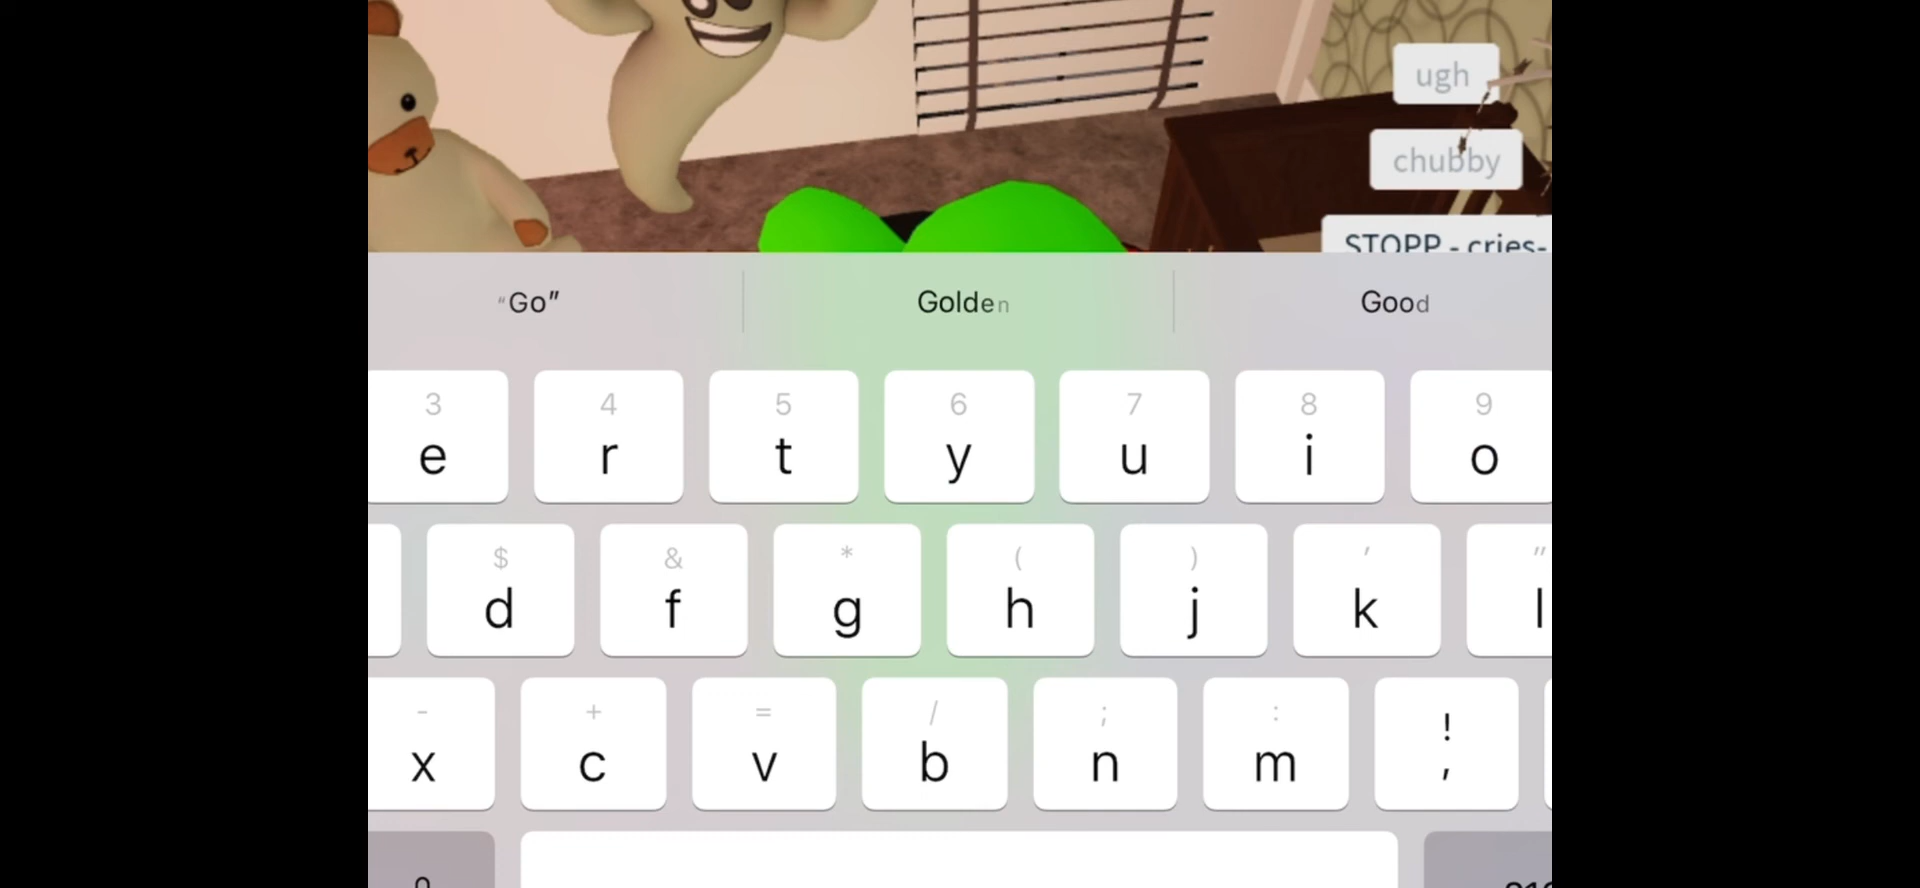 ugh
chubby
STOPP - cries-
"Go" Golden Good
3 4 5 6 7 8 9
e r t y u i o
$ & * ( ) ' "
d f g h j k l
- + = / ; : !
x c v b n m ,